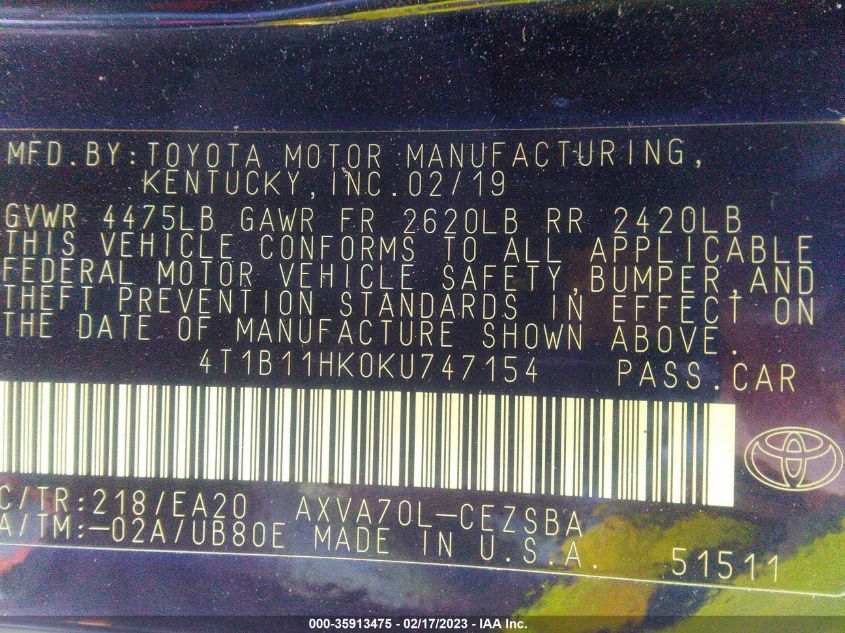 MFD.BY:TOYOTA MOTOR MANUFACTURING,
KENTUCKY,INC.02/19
GVWR 4475LB GAWR FR 2620LB RR 2420LB
THIS VEHICLE CONFORMS TO ALL APPLICABLE
FEDERAL MOTOR VEHICLE SAFETY,BUMPER,AND
THEFT PREVENTION STANDARDS IN EFFECT ON
THE DATE OF MANUFACTURE SHOWN ABOVE.
4T1B11HK0KU747154 PASS.CAR
C/TR:218/EA20 AXVA70L-CEZSBA
A/TM:-02A/UB80E MADE IN U.S.A. 51511
000-35913475 - 02/17/2023 - IAA Inc.